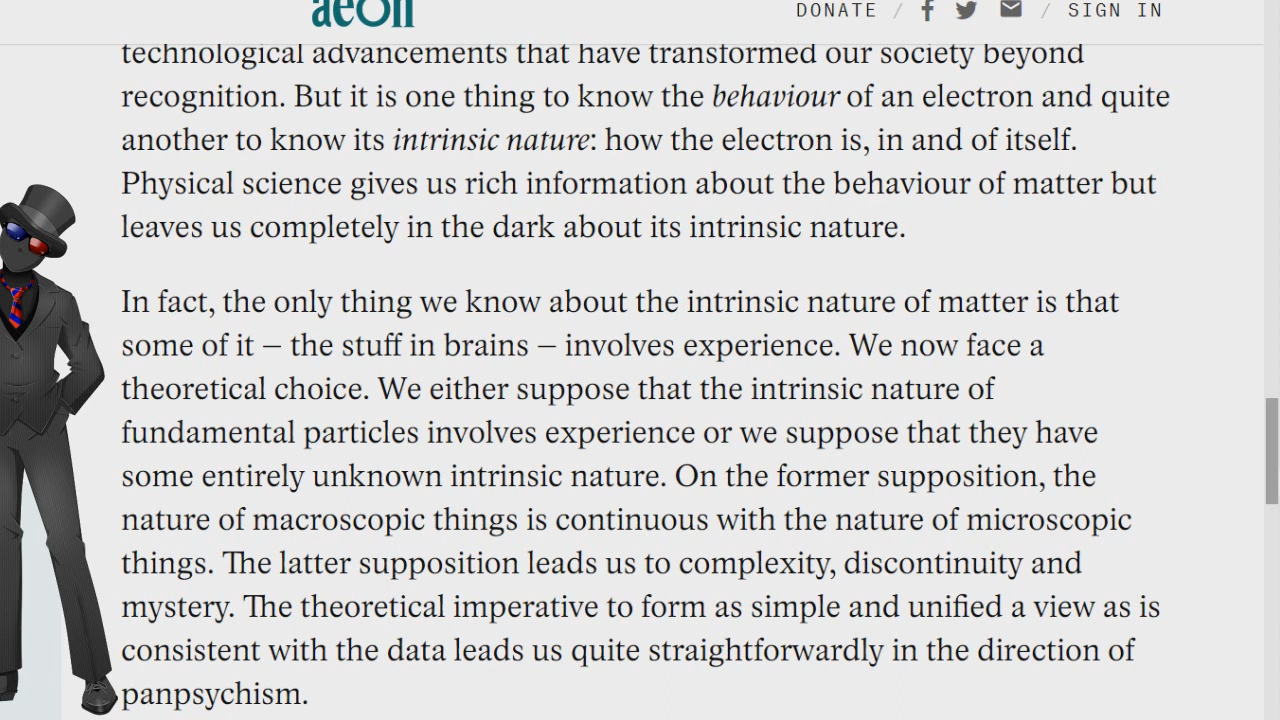 aeon
DONATE / / SIGN IN
technological advancements that have transformed our society beyond
recognition. But it is one thing to know the behaviour of an electron and quite
another to know its intrinsic nature: how the electron is, in and of itself.
Physical science gives us rich information about the behaviour of matter but
leaves us completely in the dark about its intrinsic nature.
In fact, the only thing we know about the intrinsic nature of matter is that
some of it – the stuff in brains – involves experience. We now face a
theoretical choice. We either suppose that the intrinsic nature of
fundamental particles involves experience or we suppose that they have
some entirely unknown intrinsic nature. On the former supposition, the
nature of macroscopic things is continuous with the nature of microscopic
things. The latter supposition leads us to complexity, discontinuity and
mystery. The theoretical imperative to form as simple and unified a view as is
consistent with the data leads us quite straightforwardly in the direction of
panpsychism.